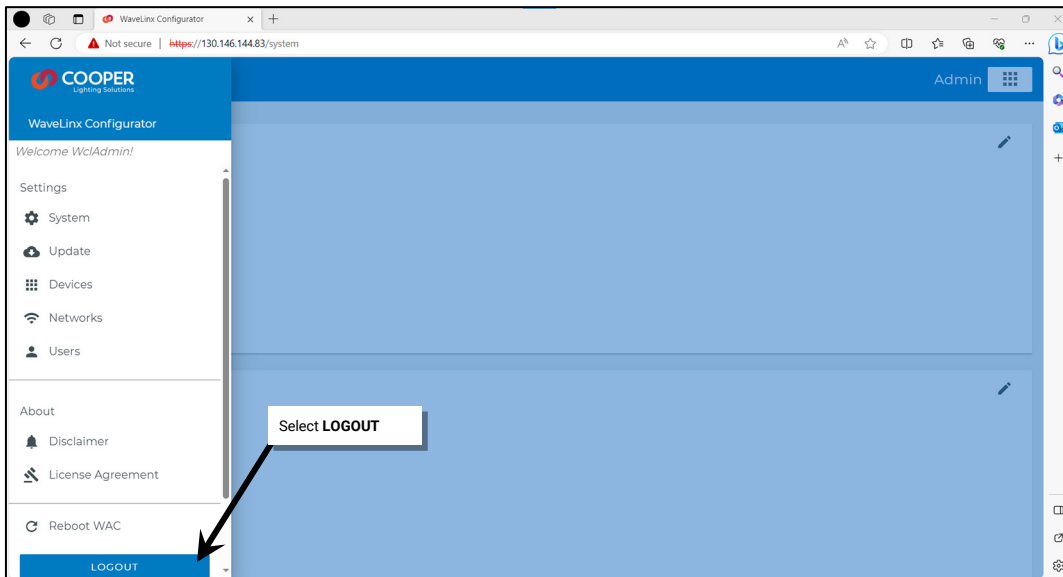 WaveLinx Configurator
Not secure | https://130.146.144.83/system
COOPER
Lighting Solutions
Admin
WaveLinx Configurator
Welcome WclAdmin!
Settings
System
Update
Devices
Networks
Users
About
Select LOGOUT
Disclaimer
License Agreement
Reboot WAC
LOGOUT